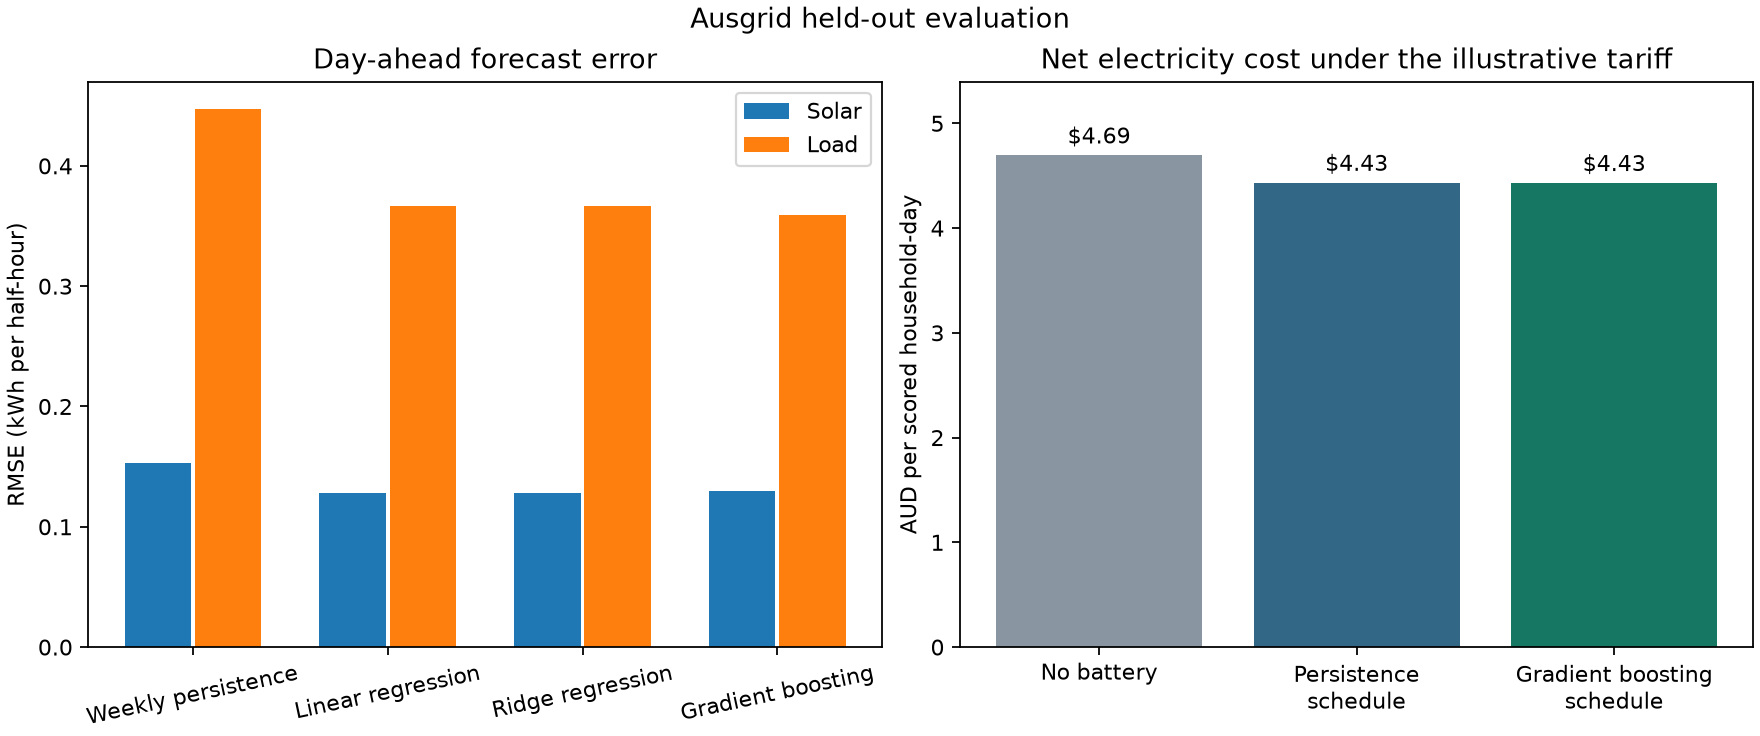 Ausgrid held-out evaluation
Day-ahead forecast error
RMSE (kWh per half-hour)
0.4
0.3
0.2
0.1
0.0
Solar
Load
Weekly persistence
Linear regression
Ridge regression
Gradient boosting
Net electricity cost under the illustrative tariff
AUD per scored household-day
5
4
3
2
1
0
$4.69
$4.43
$4.43
No battery
Persistence
schedule
Gradient boosting
schedule